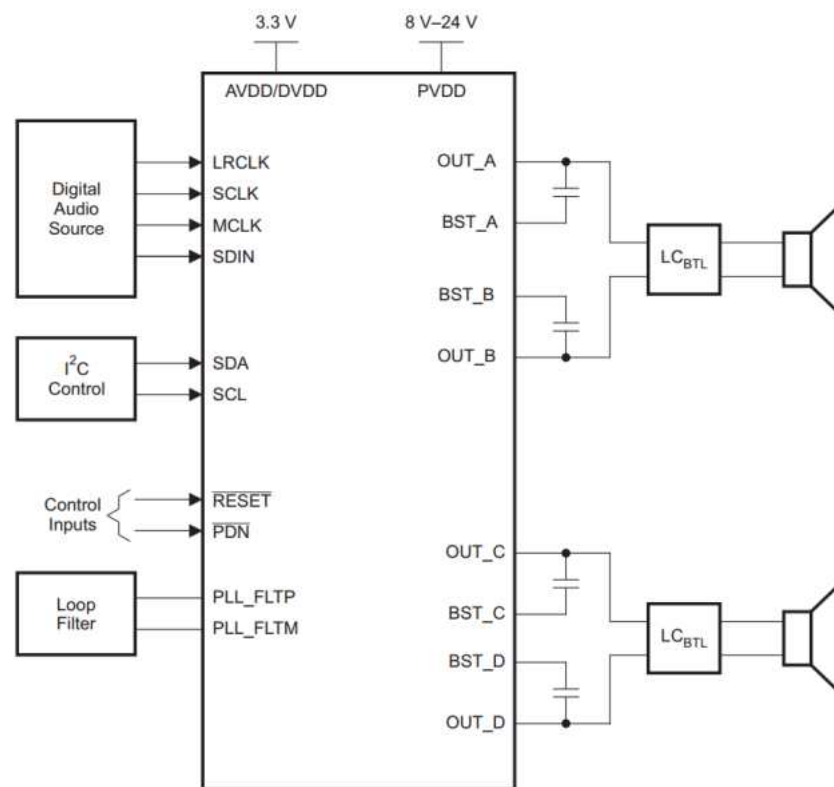 3.3 V
8 V–24 V
AVDD/DVDD
PVDD
Digital
Audio
Source
LRCLK
SCLK
MCLK
SDIN
I²C
Control
SDA
SCL
Control
Inputs
RESET
PDN
Loop
Filter
PLL_FLTP
PLL_FLTM
OUT_A
BST_A
BST_B
OUT_B
LCBTL
OUT_C
BST_C
BST_D
OUT_D
LCBTL